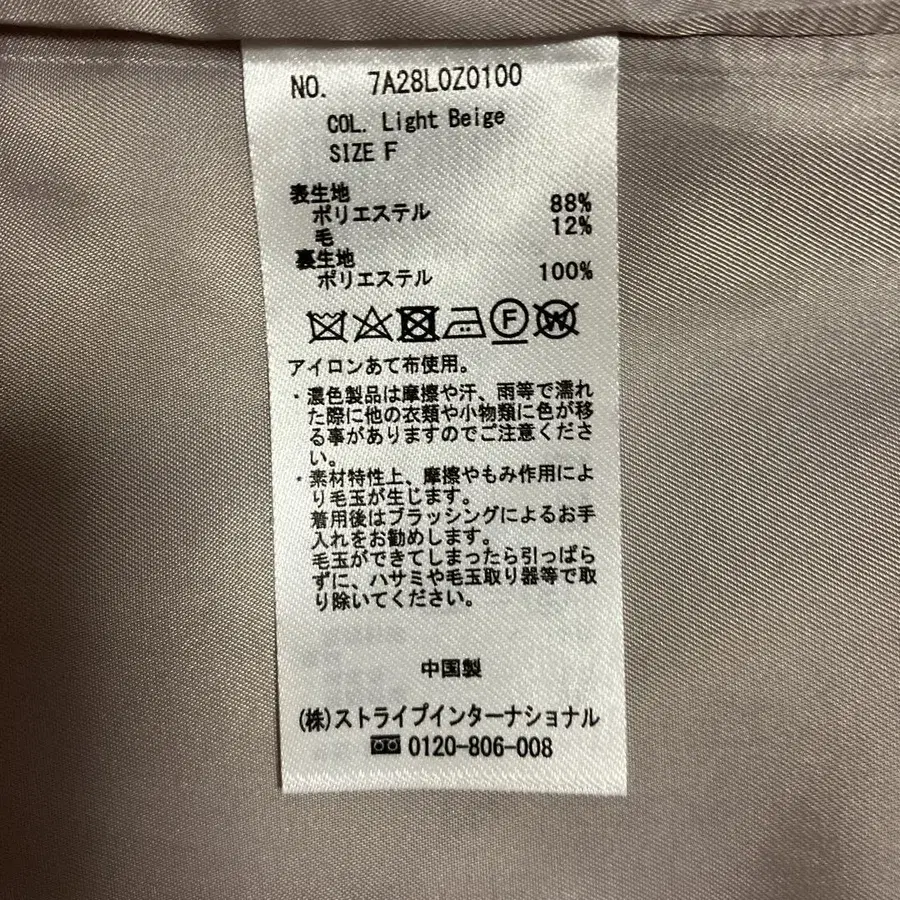 NO. 7A28L0Z0100
COL. Light Beige
SIZE F
表生地
ポリエステル 88%
毛 12%
裏生地
ポリエステル 100%
F W
アイロンあて布使用。
・濃色製品は摩擦や汗、雨等で濡れ
た際に他の衣類や小物類に色が移
る事がありますのでご注意くださ
い。
・素材特性上、摩擦やもみ作用によ
り毛玉が生じます。
着用後はブラッシングによるお手
入れをお勧めします。
毛玉ができてしまったら引っぱら
ずに、ハサミや毛玉取り器等で取
り除いてください。
中国製
(株)ストライプインターナショナル
0120-806-008